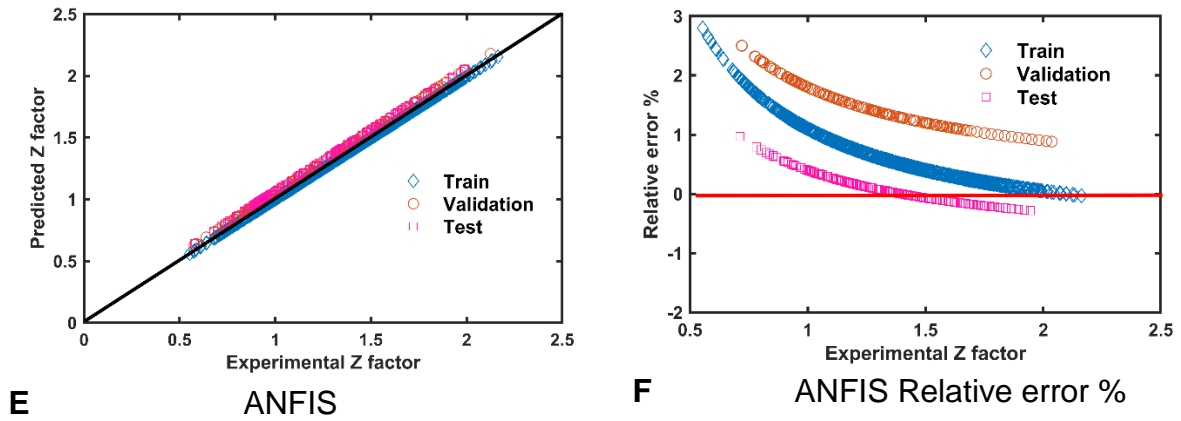 2.5
2
1.5
1
0.5
0
Predicted Z factor
Train
Validation
Test
0 0.5 1 1.5 2 2.5
Experimental Z factor
E ANFIS
3
2
1
0
-1
-2
Relative error %
Train
Validation
Test
0.5 1 1.5 2 2.5
Experimental Z factor
F ANFIS Relative error %